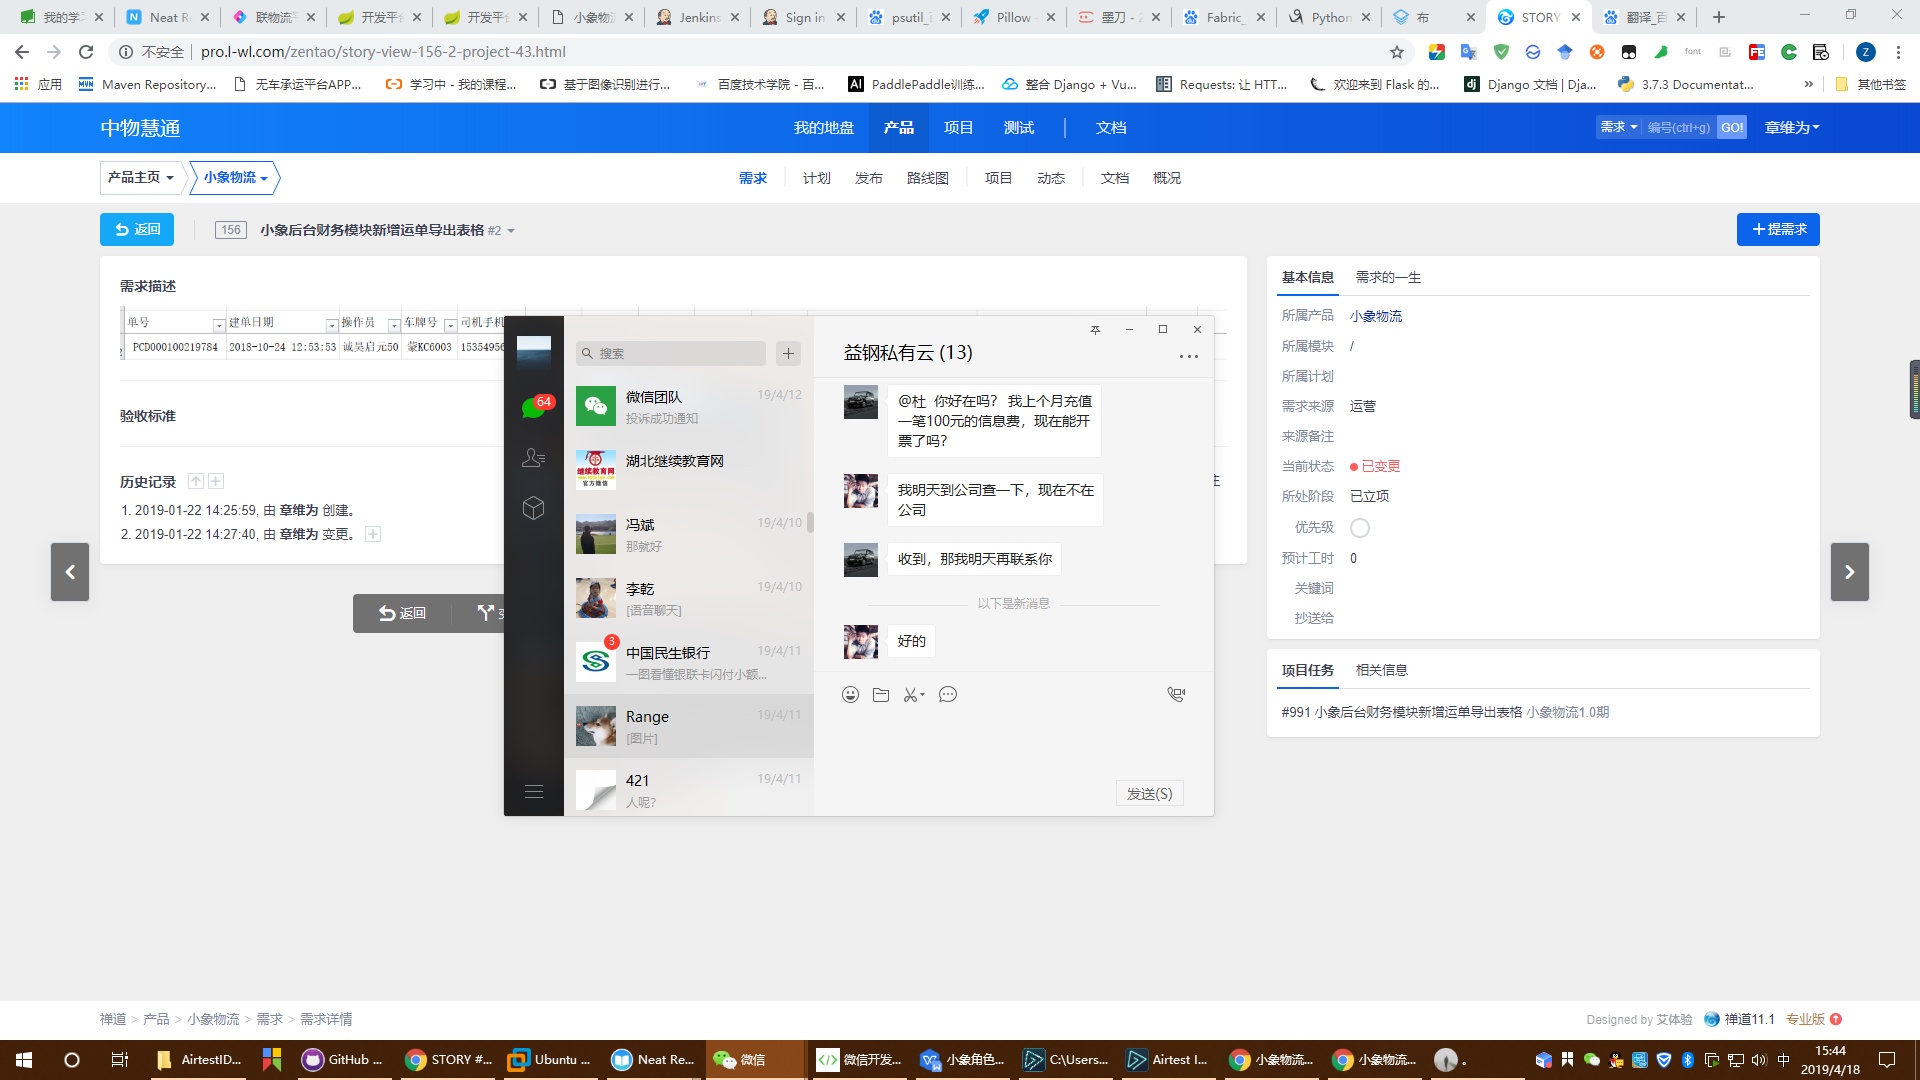 我的学
Neat Re
联物流平
开发平台
开发平台
小象物流
Jenkins
Sign in
psutil_百
Pillow
墨刀 - 2
Fabric_
Python
布
STORY
翻译_百
不安全 | pro.l-wl.com/zentao/story-view-156-2-project-43.html
应用
Maven Repository...
无车承运平台APP...
学习中 - 我的课程...
基于图像识别进行...
百度技术学院 - 百...
PaddlePaddle训练...
整合 Django + Vu...
Requests: 让 HTT...
欢迎来到 Flask 的...
Django 文档 | Dja...
3.7.3 Documentat...
»
其他书签
中物慧通
我的地盘 产品 项目 测试 | 文档
需求 编号(ctrl+g) GO!
章维为
产品主页
小象物流
需求 计划 发布 路线图 项目 动态 文档 概况
返回
156 小象后台财务模块新增运单导出表格 #2
+提需求
需求描述
单号 建单日期 操作员 车牌号 司机手机
PCD000100219784 2018-10-24 12:53:53 诚昊启元50 蒙KC6003 15354956
验收标准
历史记录
1. 2019-01-22 14:25:59, 由 章维为 创建。
2. 2019-01-22 14:27:40, 由 章维为 变更。
返回
基本信息 需求的一生
所属产品 小象物流
所属模块 /
所属计划
需求来源 运营
来源备注
当前状态 已变更
所处阶段 已立项
优先级
预计工时 0
关键词
抄送给
项目任务 相关信息
#991 小象后台财务模块新增运单导出表格 小象物流1.0期
64
搜索
微信团队 19/4/12
投诉成功通知
湖北继续教育网
继续教育网
官方微信
冯斌 19/4/10
那就好
李乾 19/4/10
[语音聊天]
3
中国民生银行 19/4/11
一图看懂银联卡闪付小额...
Range 19/4/11
[图片]
421 19/4/11
人呢?
益钢私有云 (13)
@杜 你好在吗? 我上个月充值
一笔100元的信息费，现在能开
票了吗?
我明天到公司查一下，现在不在
公司
收到，那我明天再联系你
以下是新消息
好的
发送(S)
禅道 > 产品 > 小象物流 > 需求 > 需求详情
Designed by 艾体验 禅道11.1 专业版
AirtestID...
GitHub ...
STORY #...
Ubuntu ...
Neat Re...
微信
微信开发...
小象角色...
C:\Users...
Airtest I...
小象物流...
小象物流...
中
15:44
2019/4/18